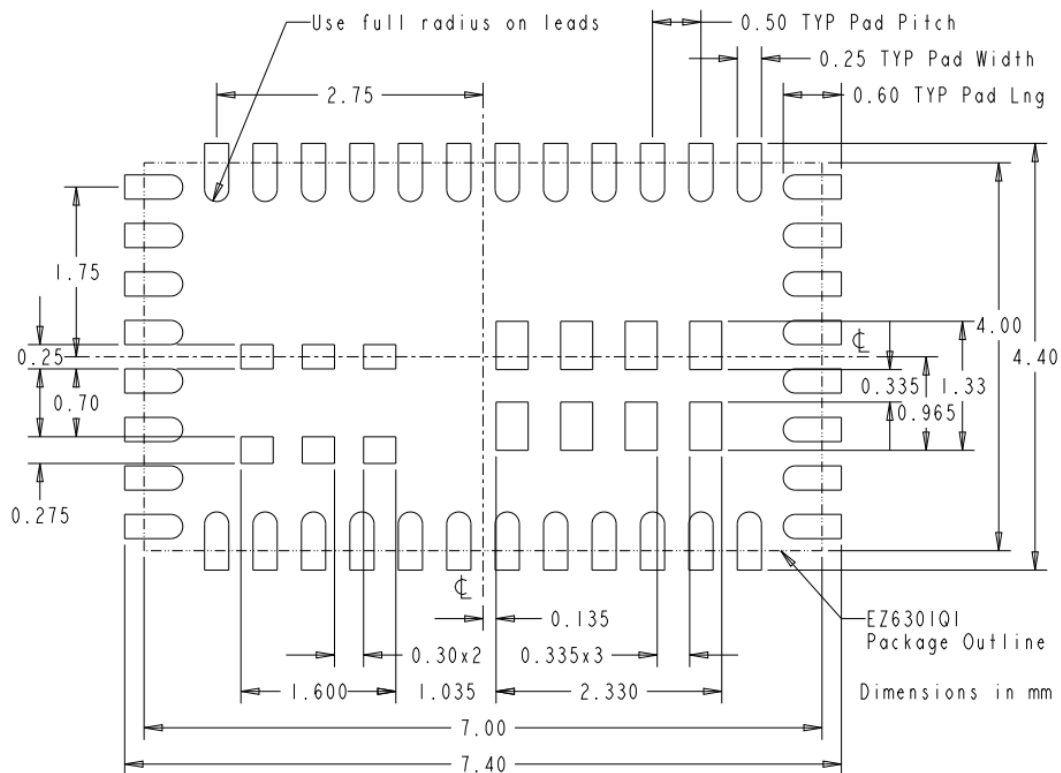 Use full radius on leads
0.50 TYP Pad Pitch
0.25 TYP Pad Width
2.75
0.60 TYP Pad Lng
1.75
4.00
℄
0.25
4.40
0.335
1.33
0.70
0.965
0.275
℄
0.135
EZ6301QI
Package Outline
0.30x2
0.335x3
1.600
1.035
2.330
Dimensions in mm
7.00
7.40